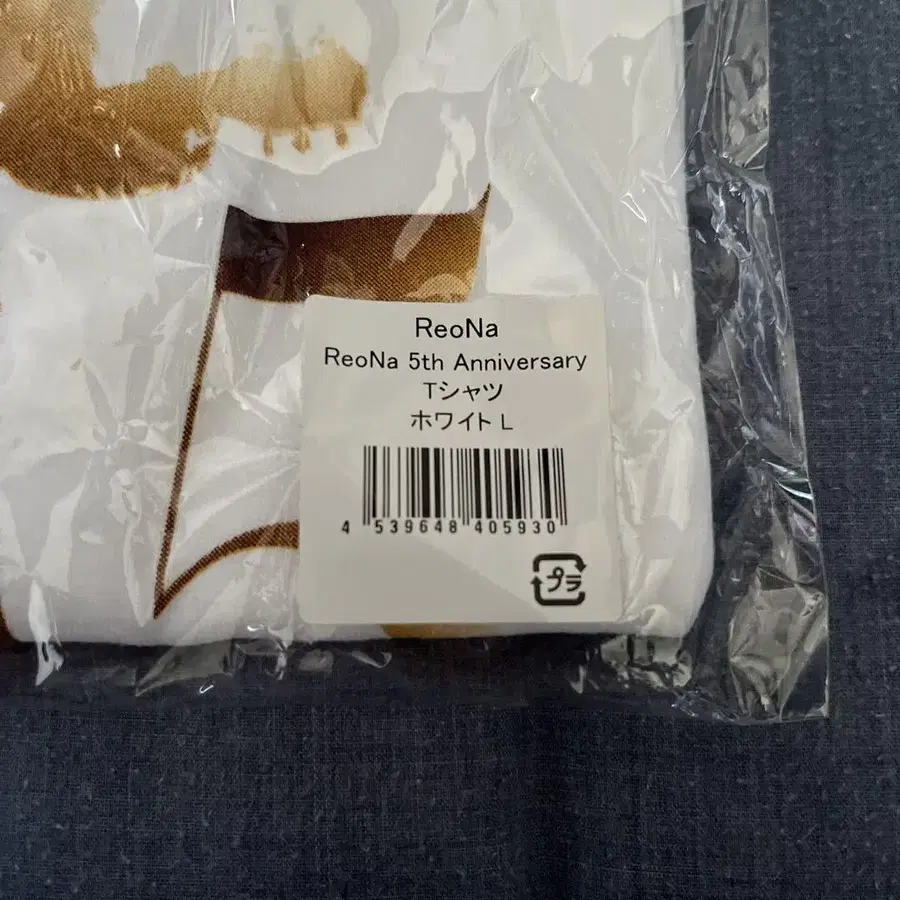 ReoNa
ReoNa 5th Anniversary
Tシャツ
ホワイト L
4 539648 405930
プラ